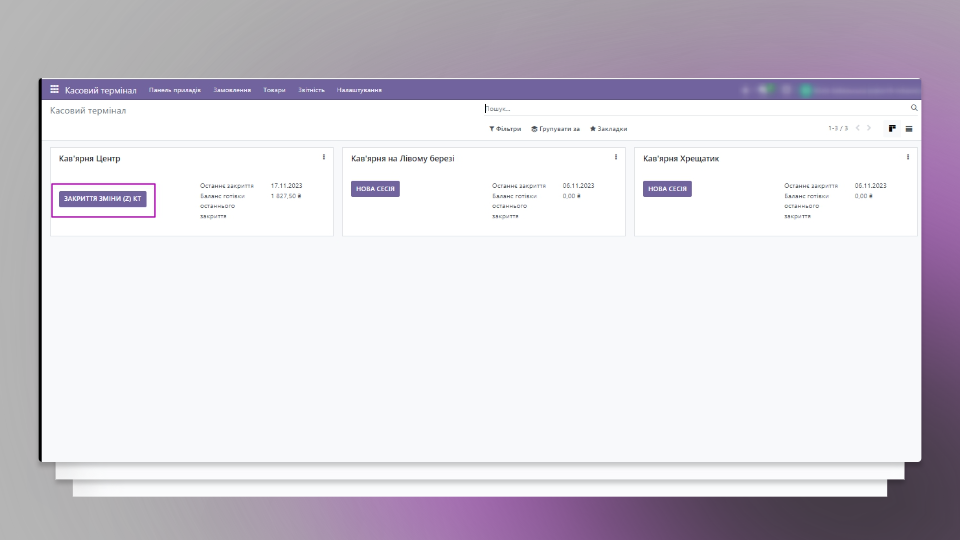 Касовий термінал Панель приладів Замовлення Товари Звітність Налаштування
Касовий термінал
Пошук...
Фільтри Групувати за Закладки
1-3 / 3
Кав'ярня Центр
ЗАКРИТТЯ ЗМІНИ (Z) КТ
Останнє закриття 17.11.2023
Баланс готівки 1 827,50 ₴
останнього
закриття
Кав'ярня на Лівому березі
НОВА СЕСІЯ
Останнє закриття 06.11.2023
Баланс готівки 0,00 ₴
останнього
закриття
Кав'ярня Хрещатик
НОВА СЕСІЯ
Останнє закриття 06.11.2023
Баланс готівки 0,00 ₴
останнього
закриття